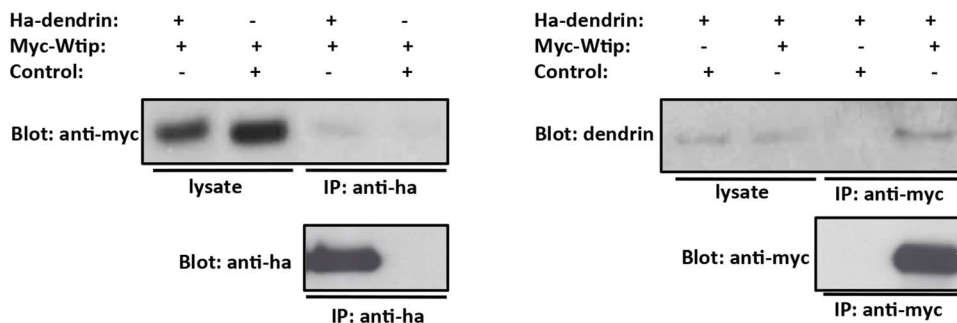 Ha-dendrin: + - + -
Myc-Wtip: + + + +
Control: - + - +
Blot: anti-myc
lysate IP: anti-ha
Blot: anti-ha
IP: anti-ha
Ha-dendrin: + + + +
Myc-Wtip: - + - +
Control: + - + -
Blot: dendrin
lysate IP: anti-myc
Blot: anti-myc
IP: anti-myc